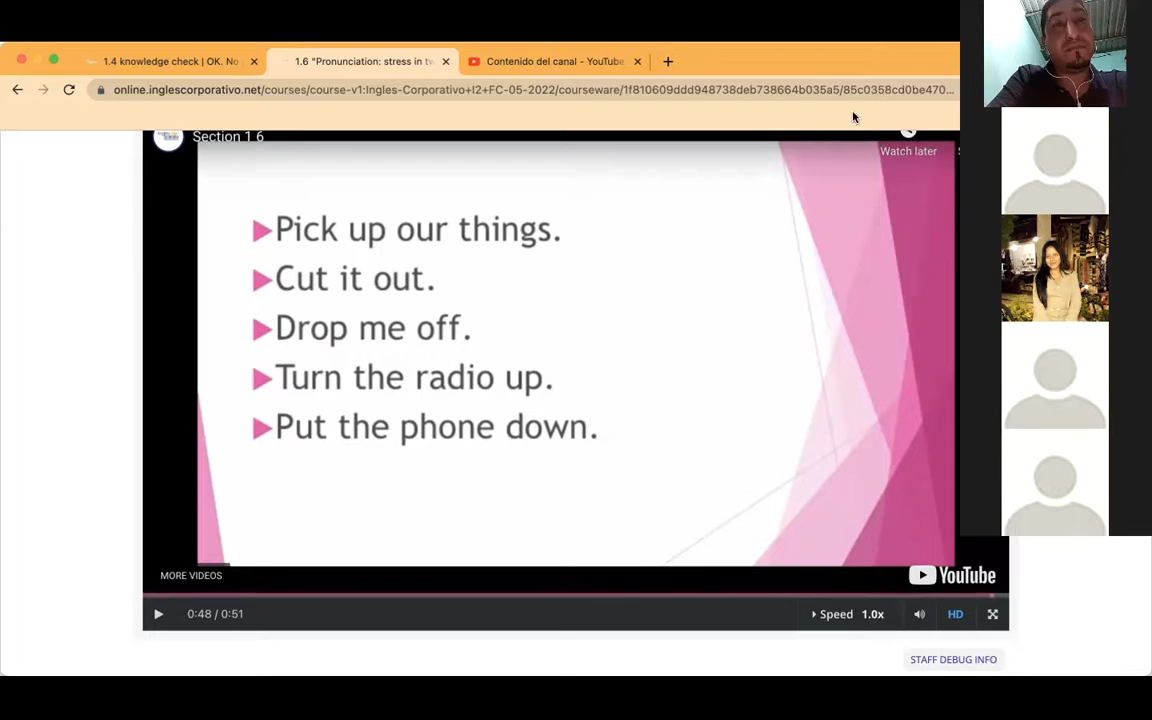 1.4 knowledge check | OK. No
1.6 "Pronunciation: stress in tw
Contenido del canal - YouTube
online.inglescorporativo.net/courses/course-v1:Ingles-Corporativo+I2+FC-05-2022/courseware/1f810609ddd948738deb738664b035a5/85c0358cd0be470...
Section 1 6
Watch later
Pick up our things.
Cut it out.
Drop me off.
Turn the radio up.
Put the phone down.
MORE VIDEOS
YouTube
0:48 / 0:51
Speed 1.0x
HD
STAFF DEBUG INFO